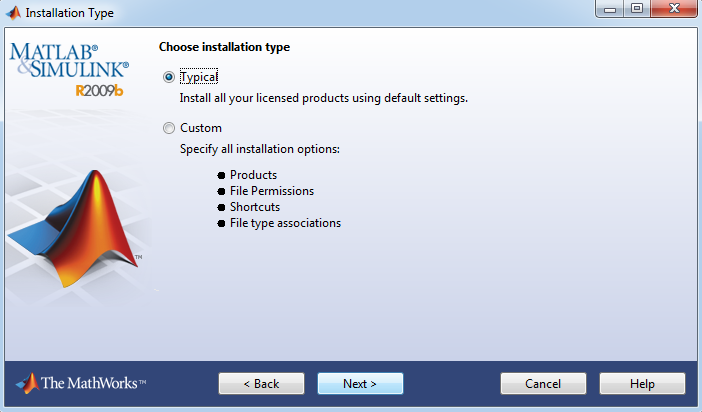 Installation Type
MATLAB®
&SIMULINK®
R2009b
Choose installation type
Typical
Install all your licensed products using default settings.
Custom
Specify all installation options:
● Products
● File Permissions
● Shortcuts
● File type associations
TM
The MathWorks™
< Back
Next >
Cancel
Help